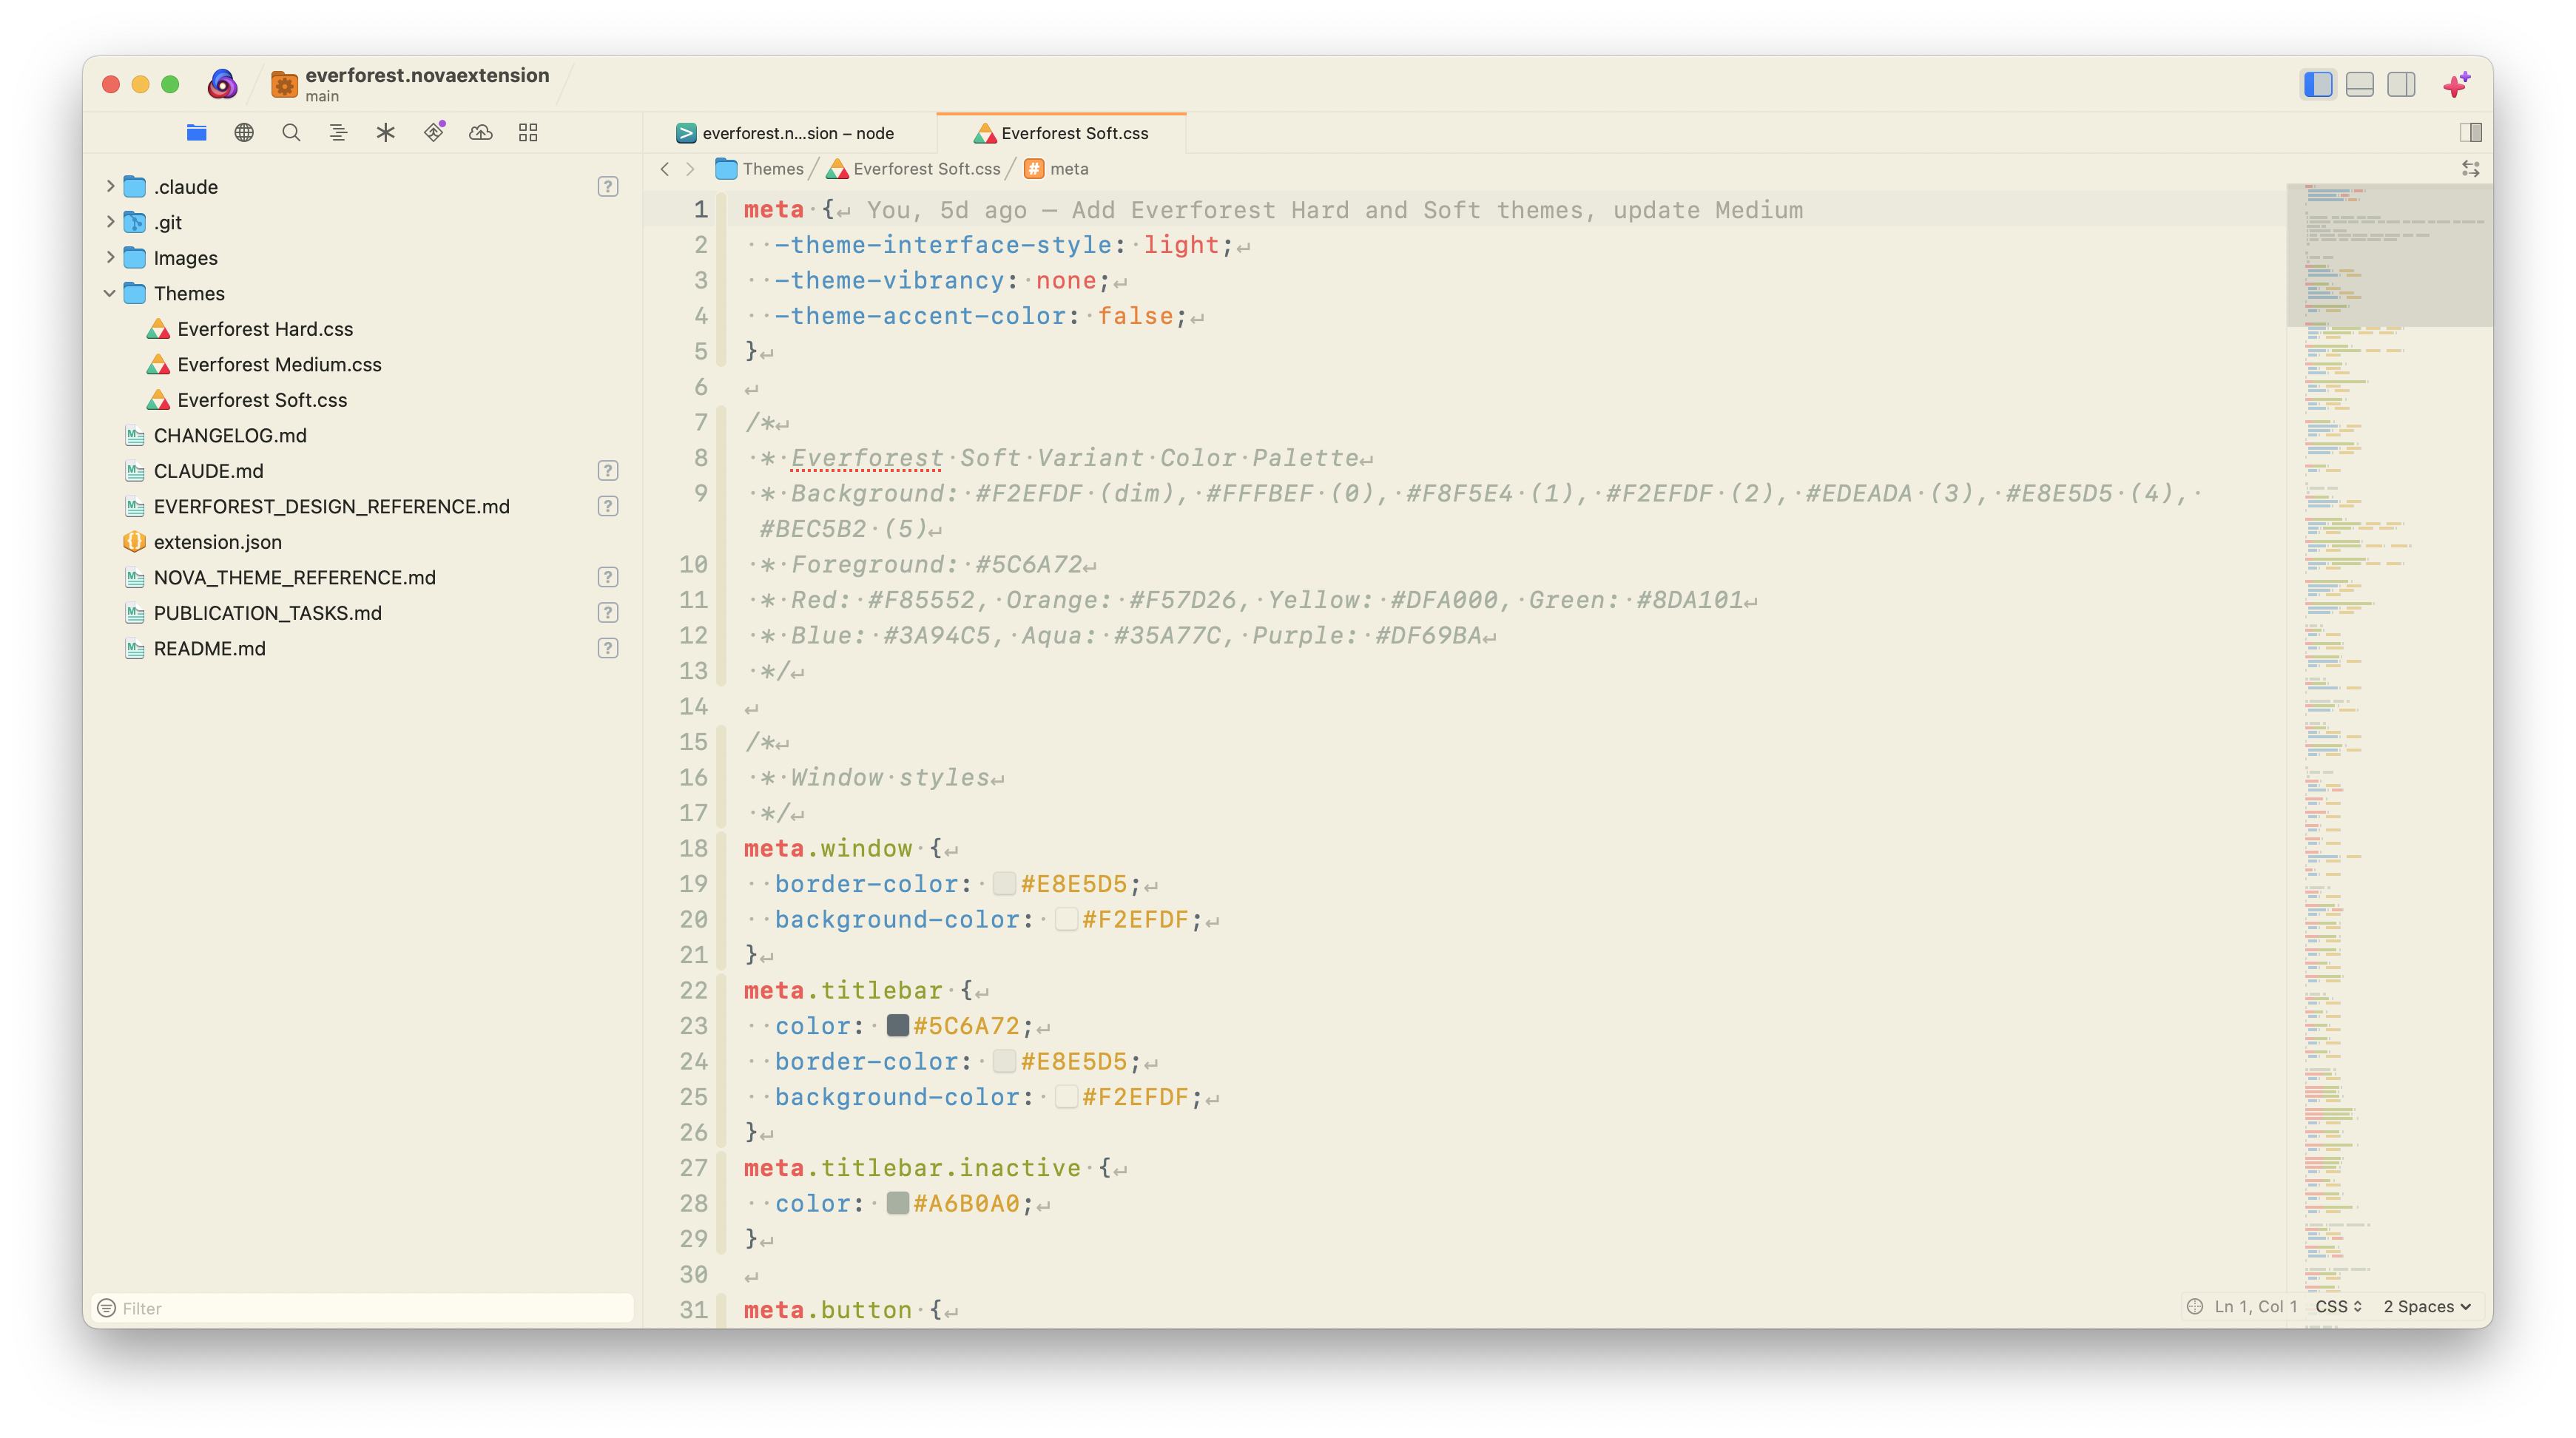 everforest.novaextension
main
everforest.n...sion – node
Everforest Soft.css
Themes
Everforest Soft.css
# meta
.claude
?
.git
Images
Themes
Everforest Hard.css
Everforest Medium.css
Everforest Soft.css
CHANGELOG.md
CLAUDE.md
?
EVERFOREST_DESIGN_REFERENCE.md
?
extension.json
NOVA_THEME_REFERENCE.md
?
PUBLICATION_TASKS.md
?
README.md
?
Filter
1 meta {↵ You, 5d ago — Add Everforest Hard and Soft themes, update Medium
2 ··-theme-interface-style:·light;↵
3 ··-theme-vibrancy:·none;↵
4 ··-theme-accent-color:·false;↵
5 }↵
6 ↵
7 /*↵
8 ·*·Everforest·Soft·Variant·Color·Palette↵
9 ·*·Background:·#F2EFDF·(dim),·#FFFBEF·(0),·#F8F5E4·(1),·#F2EFDF·(2),·#EDEADA·(3),·#E8E5D5·(4),·
#BEC5B2·(5)↵
10 ·*·Foreground:·#5C6A72↵
11 ·*·Red:·#F85552,·Orange:·#F57D26,·Yellow:·#DFA000,·Green:·#8DA101↵
12 ·*·Blue:·#3A94C5,·Aqua:·#35A77C,·Purple:·#DF69BA↵
13 ·*/↵
14 ↵
15 /*↵
16 ·*·Window·styles↵
17 ·*/↵
18 meta.window·{↵
19 ··border-color:·#E8E5D5;↵
20 ··background-color:·#F2EFDF;↵
21 }↵
22 meta.titlebar·{↵
23 ··color:·#5C6A72;↵
24 ··border-color:·#E8E5D5;↵
25 ··background-color:·#F2EFDF;↵
26 }↵
27 meta.titlebar.inactive·{↵
28 ··color:·#A6B0A0;↵
29 }↵
30 ↵
31 meta.button·{↵
Ln 1, Col 1 CSS 2 Spaces